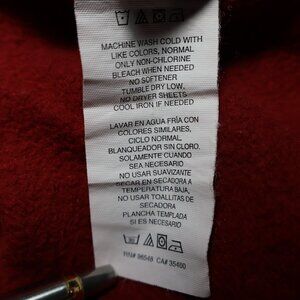 MACHINE WASH COLD WITH
LIKE COLORS, NORMAL
ONLY NON-CHLORINE
BLEACH WHEN NEEDED
NO SOFTENER
TUMBLE DRY LOW,
NO DRYER SHEETS
COOL IRON IF NEEDED
LAVAR EN AGUA FRÍA CON
COLORES SIMILARES,
CICLO NORMAL
BLANQUEADOR SIN CLORO.
SOLAMENTE CUANDO
SEA NECESARIO
NO USAR SUAVIZANTE
SECAR EN SECADORA A
TEMPERATURA BAJA,
NO USAR TOALLITAS DE
SECADORA
PLANCHA TEMPLADA
SI ES NECESARIO
RN# 96548 CA# 35400